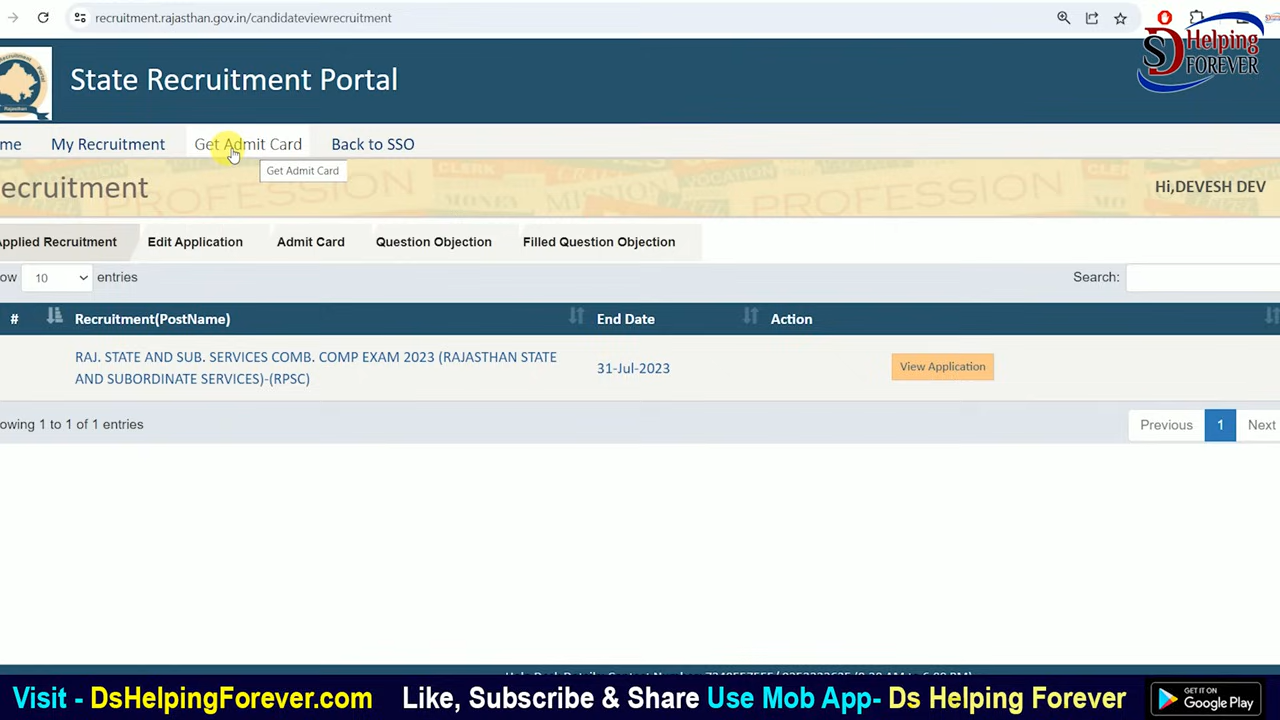 recruitment.rajasthan.gov.in/candidateviewrecruitment
SD Helping
FOREVER
State Recruitment Portal
Rajasthan
me My Recruitment Get Admit Card Back to SSO
Get Admit Card
ecruitment
Hi,DEVESH DEV
Applied Recruitment Edit Application Admit Card Question Objection Filled Question Objection
ow 10 entries Search:
# Recruitment(PostName) End Date Action
RAJ. STATE AND SUB. SERVICES COMB. COMP EXAM 2023 (RAJASTHAN STATE
AND SUBORDINATE SERVICES)-(RPSC)
31-Jul-2023
View Application
owing 1 to 1 of 1 entries Previous 1 Next
Visit - DsHelpingForever.com Like, Subscribe & Share Use Mob App- Ds Helping Forever
GET IT ON
Google Play